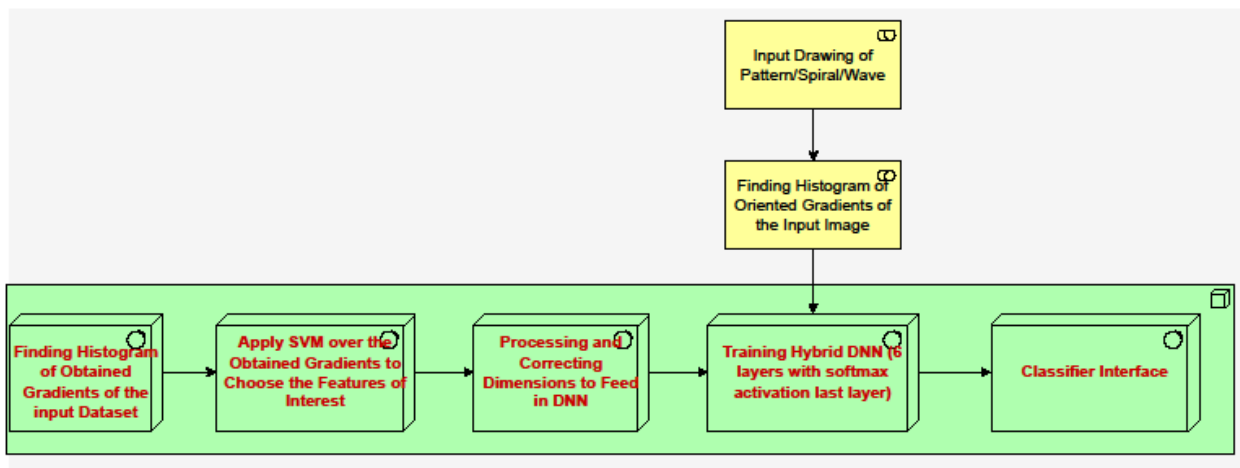 Input Drawing of
Pattern/Spiral/Wave
Finding Histogram of
Oriented Gradients of
the Input Image
Finding Histogram
of Obtained
Gradients of the
input Dataset
Apply SVM over the
Obtained Gradients to
Choose the Features of
Interest
Processing and
Correcting
Dimensions to Feed
in DNN
Training Hybrid DNN (6
layers with softmax
activation last layer)
Classifier Interface